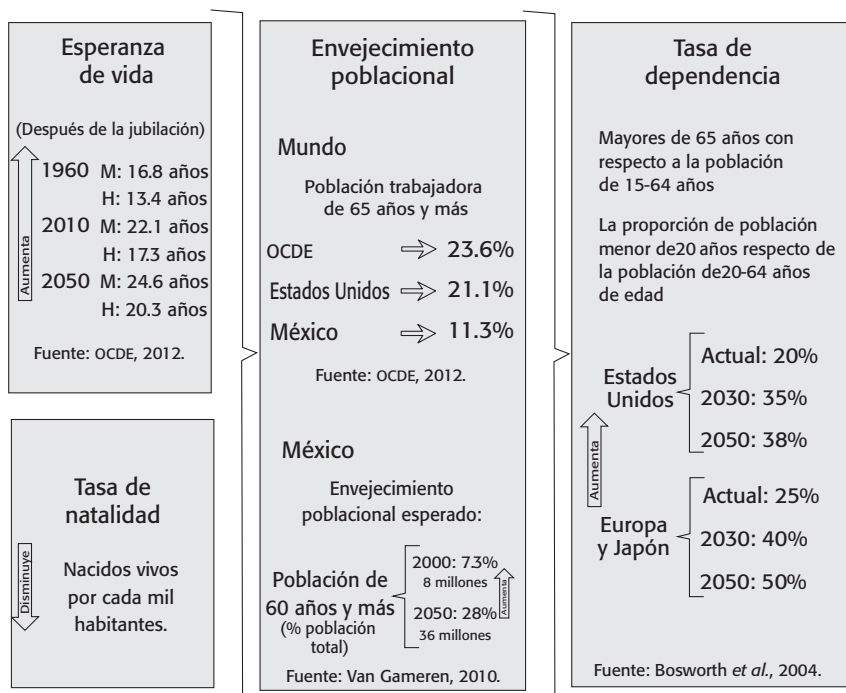 Esperanza
de vida
(Después de la jubilación)
Aumenta
1960 M: 16.8 años
H: 13.4 años
2010 M: 22.1 años
H: 17.3 años
2050 M: 24.6 años
H: 20.3 años
Fuente: OCDE, 2012.
Tasa de
natalidad
Disminuye
Nacidos vivos
por cada mil
habitantes.
Envejecimiento
poblacional
Mundo
Población trabajadora
de 65 años y más
OCDE 23.6%
Estados Unidos 21.1%
México 11.3%
Fuente: OCDE, 2012.
México
Envejecimiento
poblacional esperado:
Población de
60 años y más
(% población
total)
2000: 7.3%
8 millones
2050: 28%
36 millones
Aumenta
Fuente: Van Gameren, 2010.
Tasa de
dependencia
Mayores de 65 años con
respecto a la población
de 15-64 años
La proporción de población
menor de20 años respecto de
la población de20-64 años
de edad
Aumenta
Estados
Unidos
Actual: 20%
2030: 35%
2050: 38%
Europa
y Japón
Actual: 25%
2030: 40%
2050: 50%
Fuente: Bosworth et al., 2004.